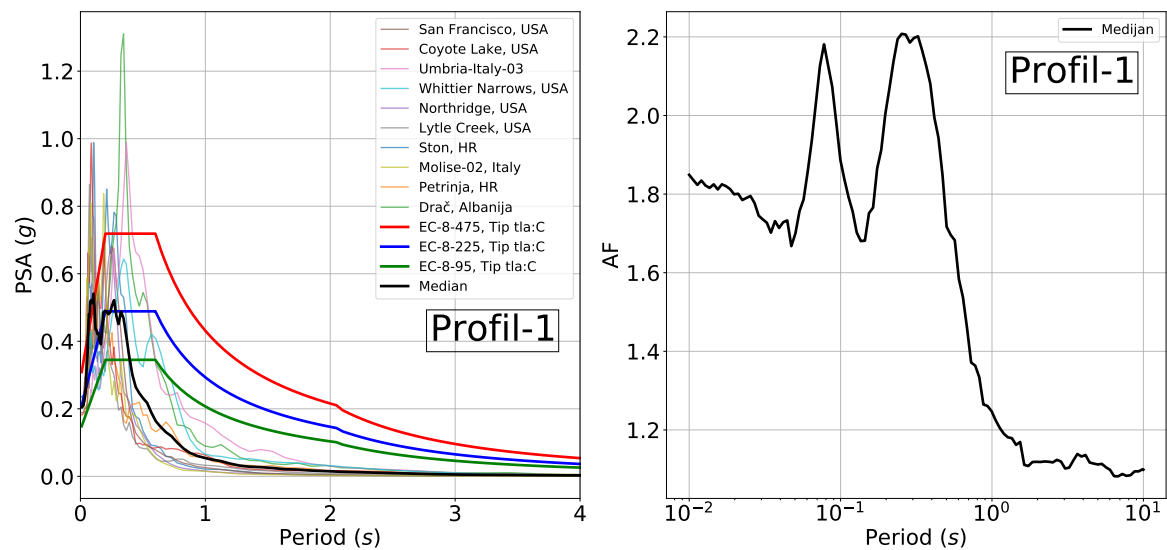 PSA (g)
1.2
1.0
0.8
0.6
0.4
0.2
0.0
0
1
2
3
4
Period (s)
San Francisco, USA
Coyote Lake, USA
Umbria-Italy-03
Whittier Narrows, USA
Northridge, USA
Lytle Creek, USA
Ston, HR
Molise-02, Italy
Petrinja, HR
Drač, Albanija
EC-8-475, Tip tla:C
EC-8-225, Tip tla:C
EC-8-95, Tip tla:C
Median
Profil-1
AF
2.2
2.0
1.8
1.6
1.4
1.2
10⁻²
10⁻¹
10⁰
10¹
Period (s)
Medijan
Profil-1